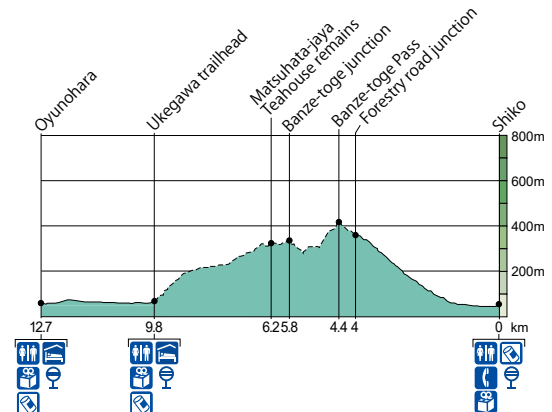 Oyunohara
Ukegawa trailhead
Matsuhata-jaya
Teahouse remains
Banze-toge junction
Banze-toge Pass
Forestry road junction
Shiko
800m
600m
400m
200m
12.7 9.8 6.2 5.8 4.4 4 0 km